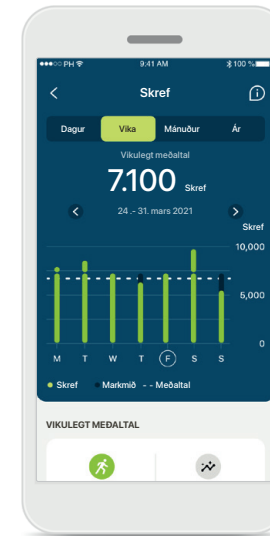 PH 9:41 AM 100 %
Skref
Dagur Vika Mánuður Ár
Vikulegt meðaltal
7.100 Skref
24 .- 31. mars 2021
Skref
10,000
5,000
0
M T W T F S S
Skref Markmið - - Meðaltal
VIKULEGT MEÐALTAL